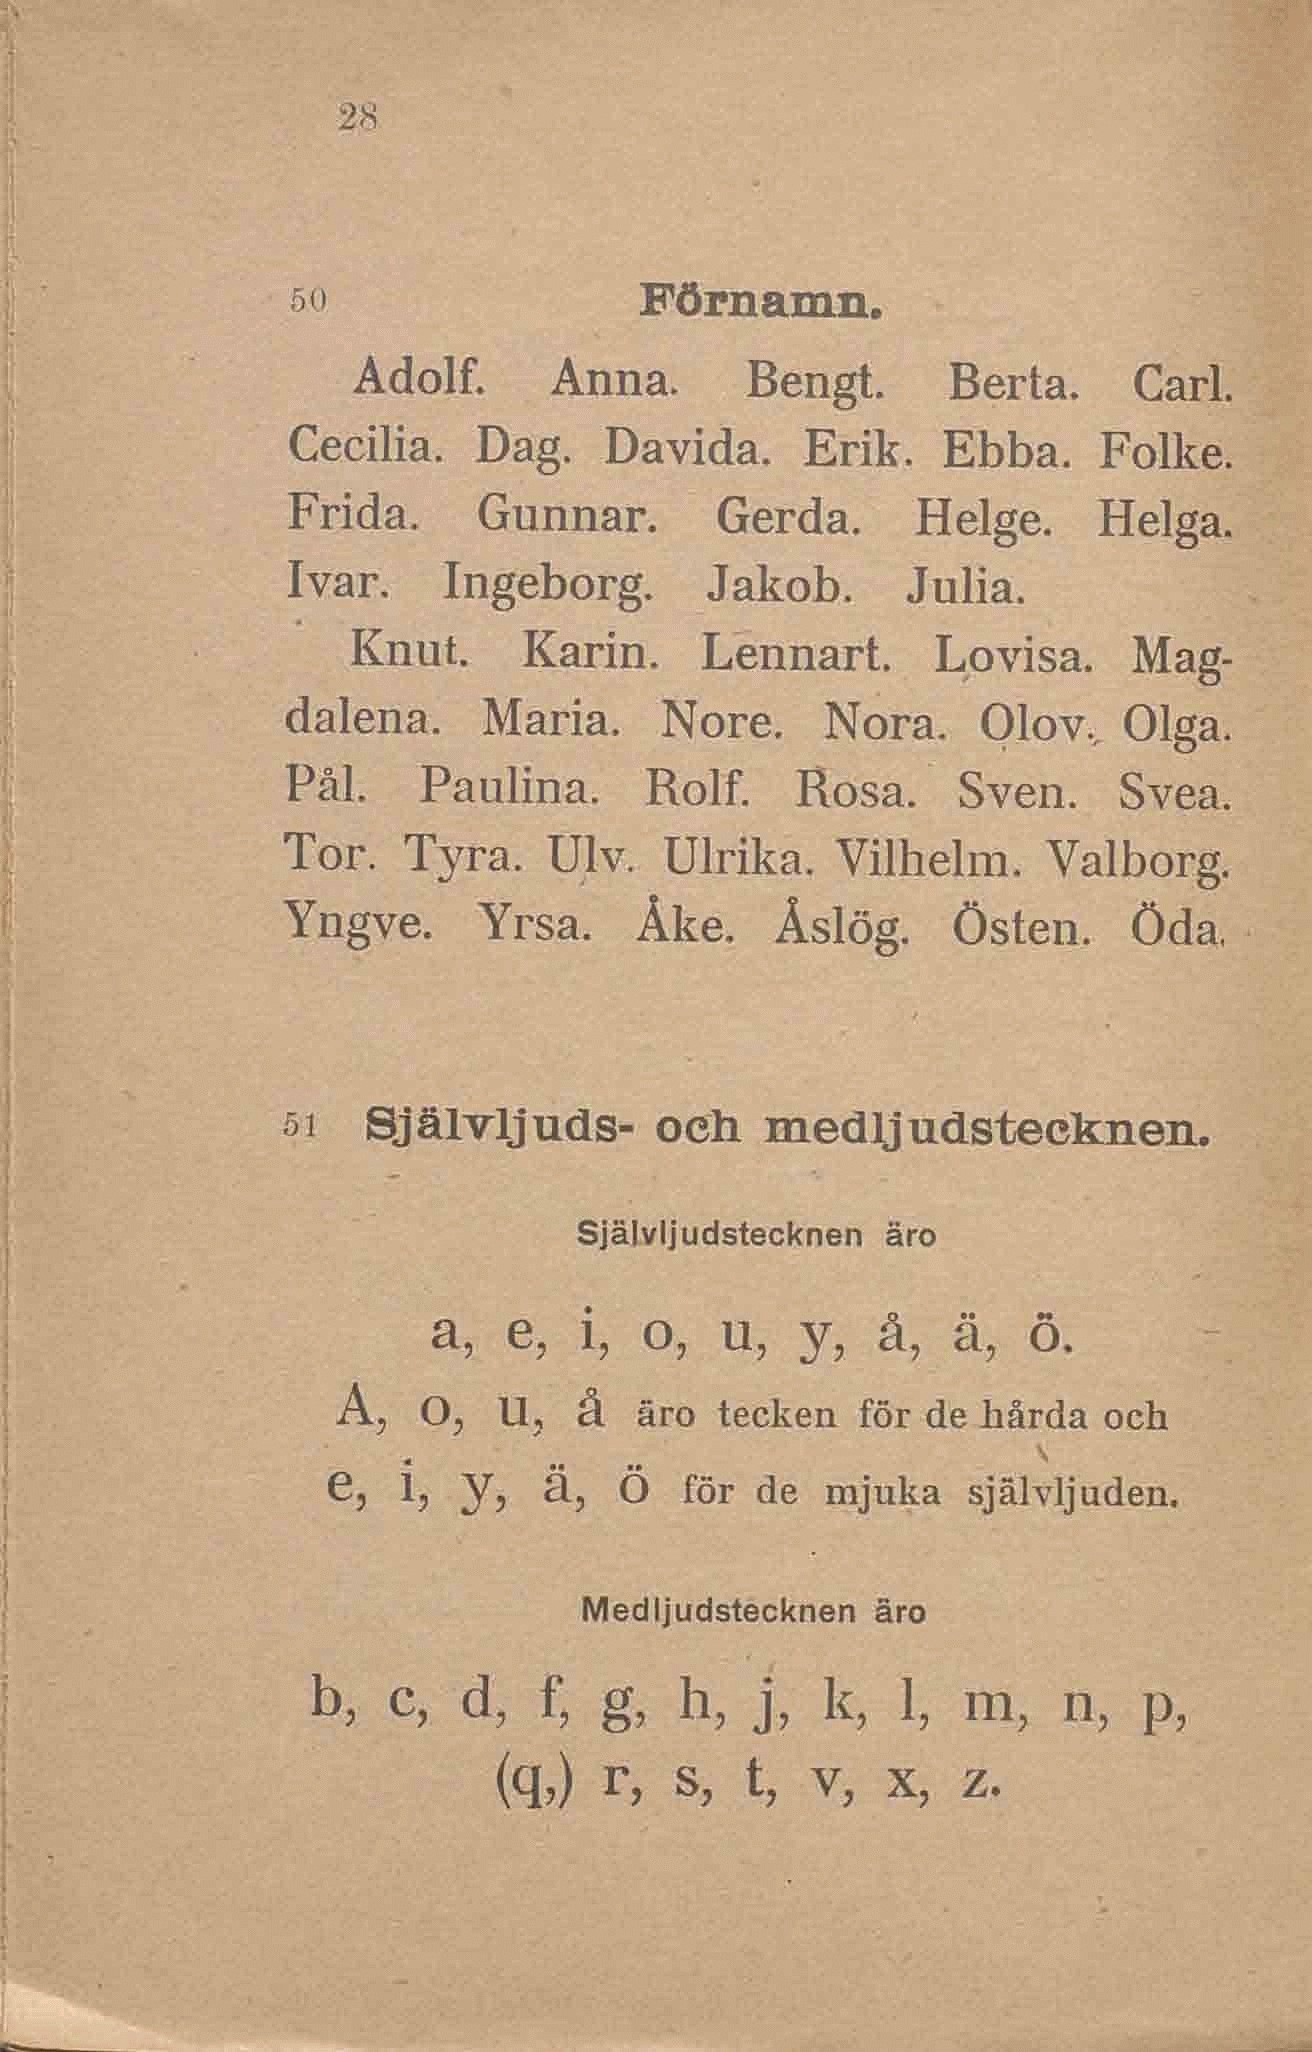 28
50 Förnamn.
Adolf. Anna. Bengt. Berta. Carl.
Cecilia. Dag. Davida. Erik. Ebba. Folke.
Frida. Gunnar. Gerda. Helge. Helga.
Ivar. Ingeborg. Jakob. Julia.
Knut. Karin. Lennart. Lovisa. Mag-
dalena. Maria. Nore. Nora. Olov. Olga.
Pål. Paulina. Rolf. Rosa. Sven. Svea.
Tor. Tyra. Ulv. Ulrika. Vilhelm. Valborg.
Yngve. Yrsa. Åke. Åslög. Östen. Öda.
51 Självljuds- och medljudstecknen.
Självljudstecknen äro
a, e, i, o, u, y, å, ä, ö.
A, o, u, å äro tecken för de hårda och
e, i, y, ä, ö för de mjuka självljuden.
Medljudstecknen äro
b, c, d, f, g, h, j, k, l, m, n, p,
(q,) r, s, t, v, x, z.